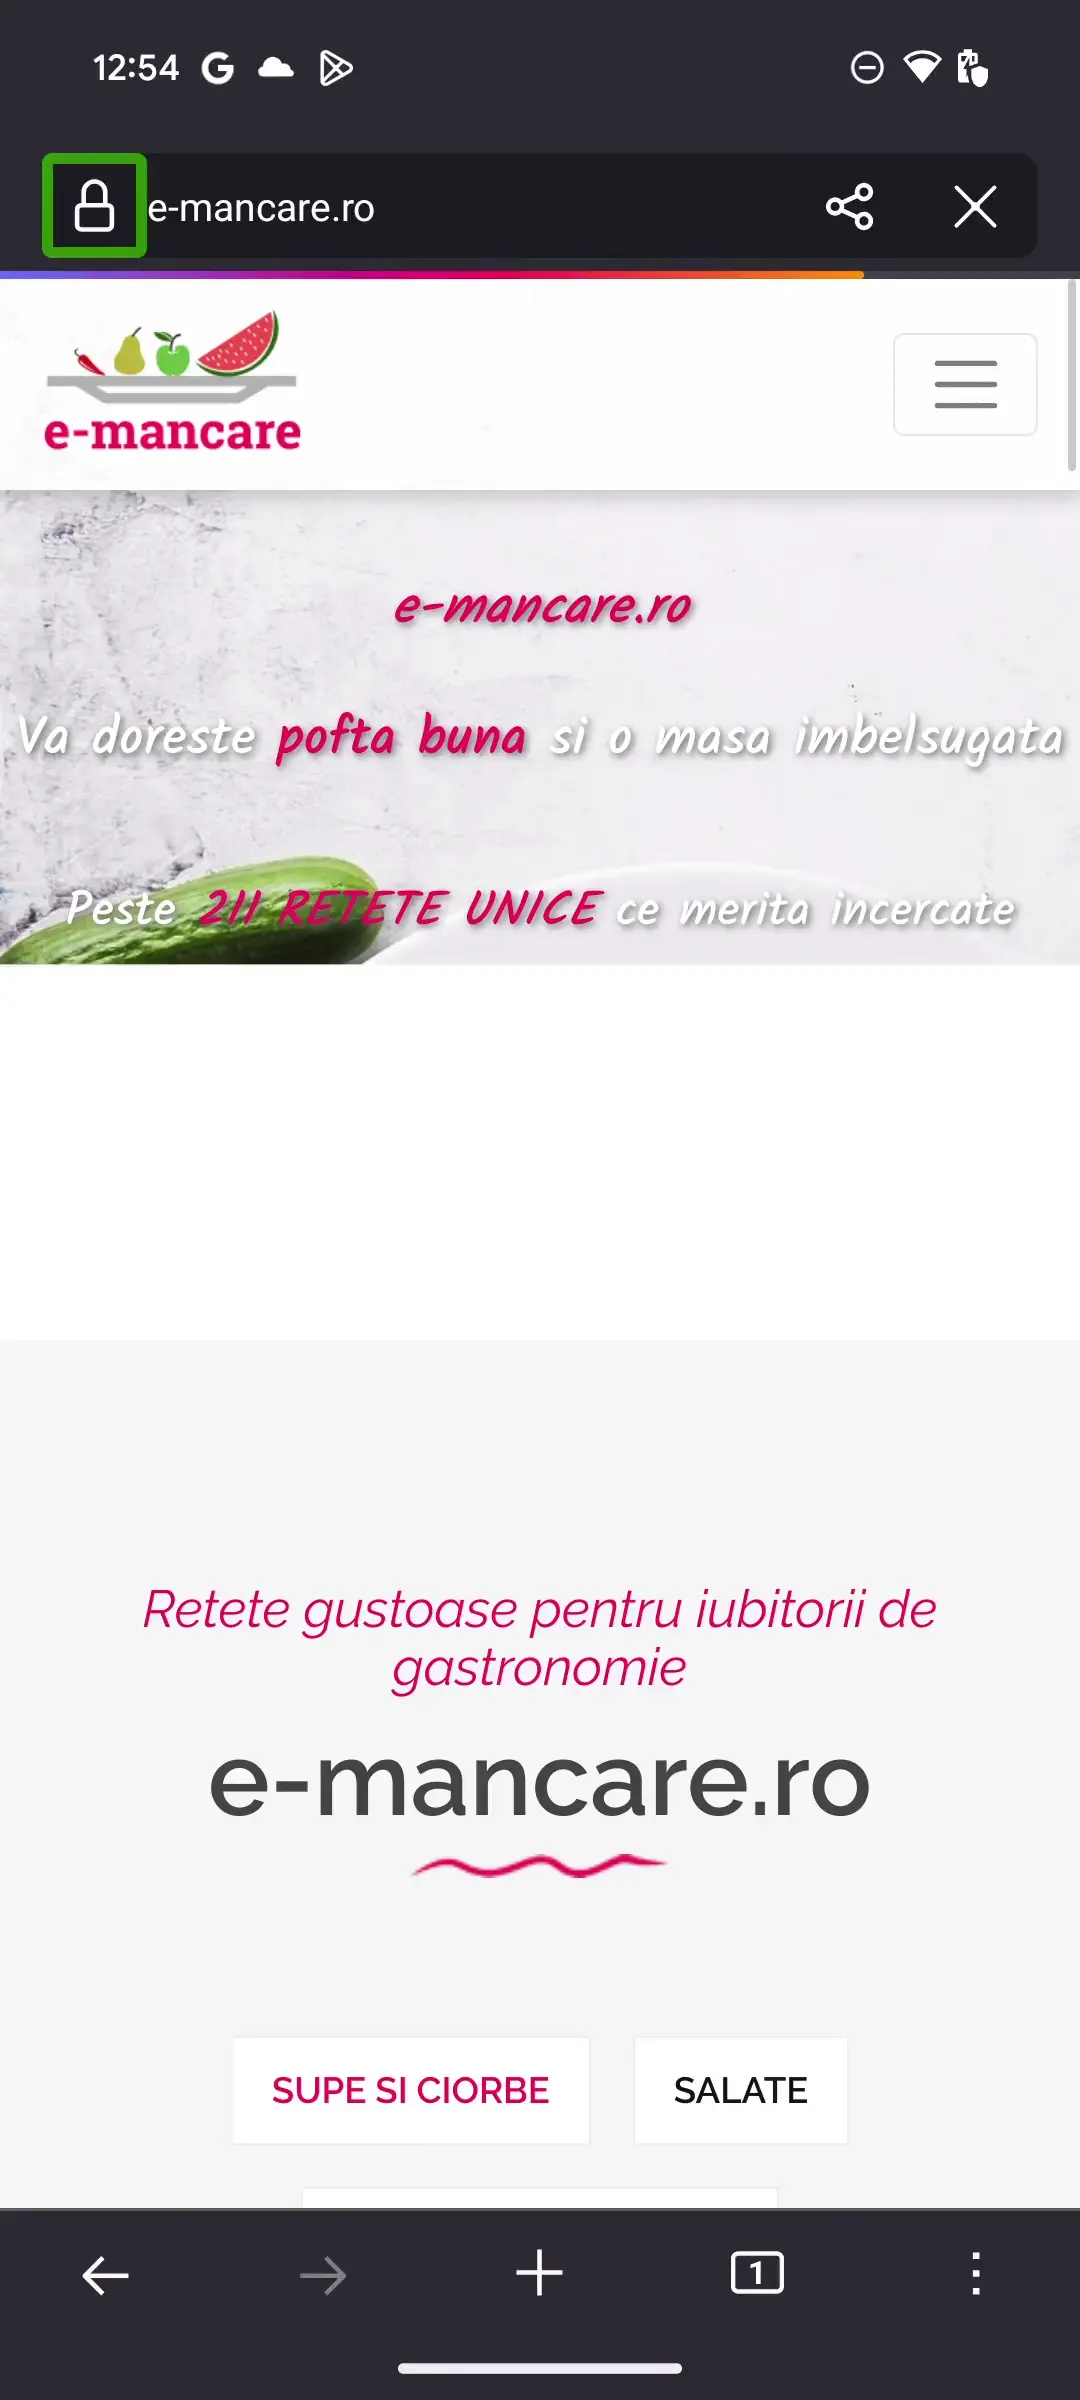 12:54
e-mancare.ro
e-mancare
e-mancare.ro
Va doreste pofta buna si o masa imbelsugata
Peste 211 RETETE UNICE ce merita incercate
Retete gustoase pentru iubitorii de
gastronomie
e-mancare.ro
SUPE SI CIORBE
SALATE
1